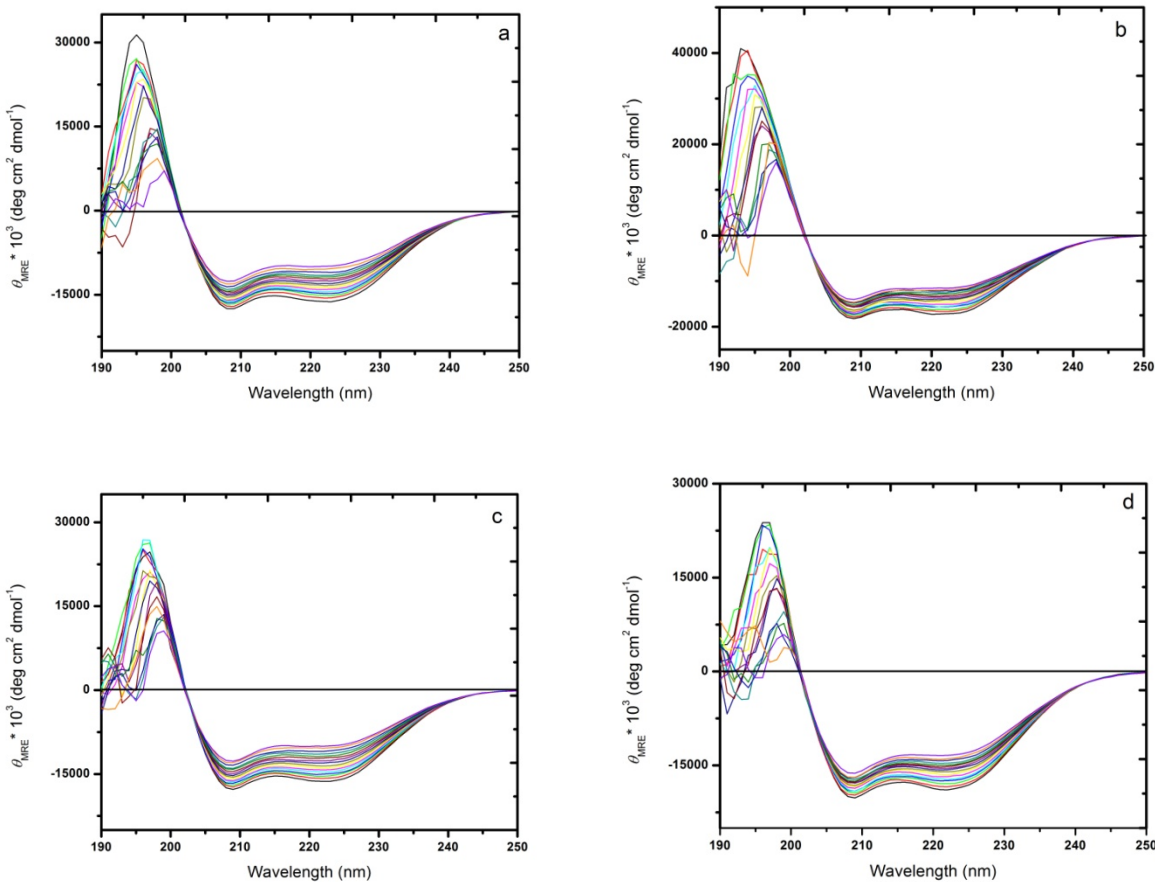 a
30000
15000
0
-15000
190 200 210 220 230 240 250
Wavelength (nm)
θMRE * 10³ (deg cm² dmol⁻¹)
b
40000
20000
0
-20000
190 200 210 220 230 240 250
Wavelength (nm)
θMRE * 10³ (deg cm² dmol⁻¹)
c
30000
15000
0
-15000
190 200 210 220 230 240 250
Wavelength (nm)
θMRE * 10³ (deg cm² dmol⁻¹)
d
30000
15000
0
-15000
190 200 210 220 230 240 250
Wavelength (nm)
θMRE * 10³ (deg cm² dmol⁻¹)